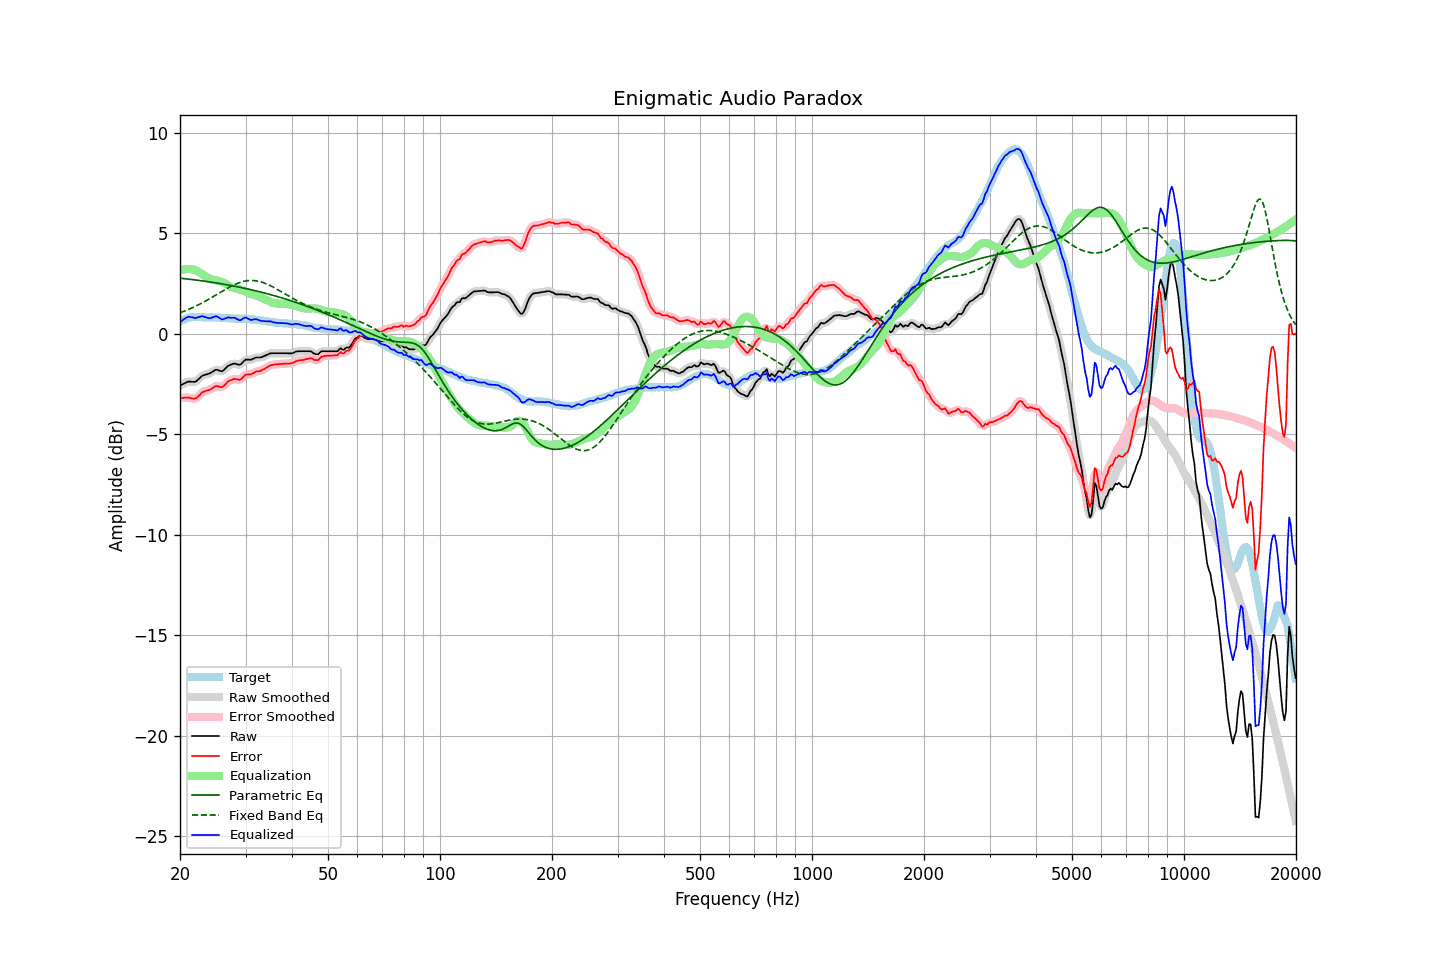 Enigmatic Audio Paradox
Amplitude (dBr)
10
5
0
−5
−10
−15
−20
−25
Target
Raw Smoothed
Error Smoothed
Raw
Error
Equalization
Parametric Eq
Fixed Band Eq
Equalized
20 50 100 200 500 1000 2000 5000 10000 20000
Frequency (Hz)